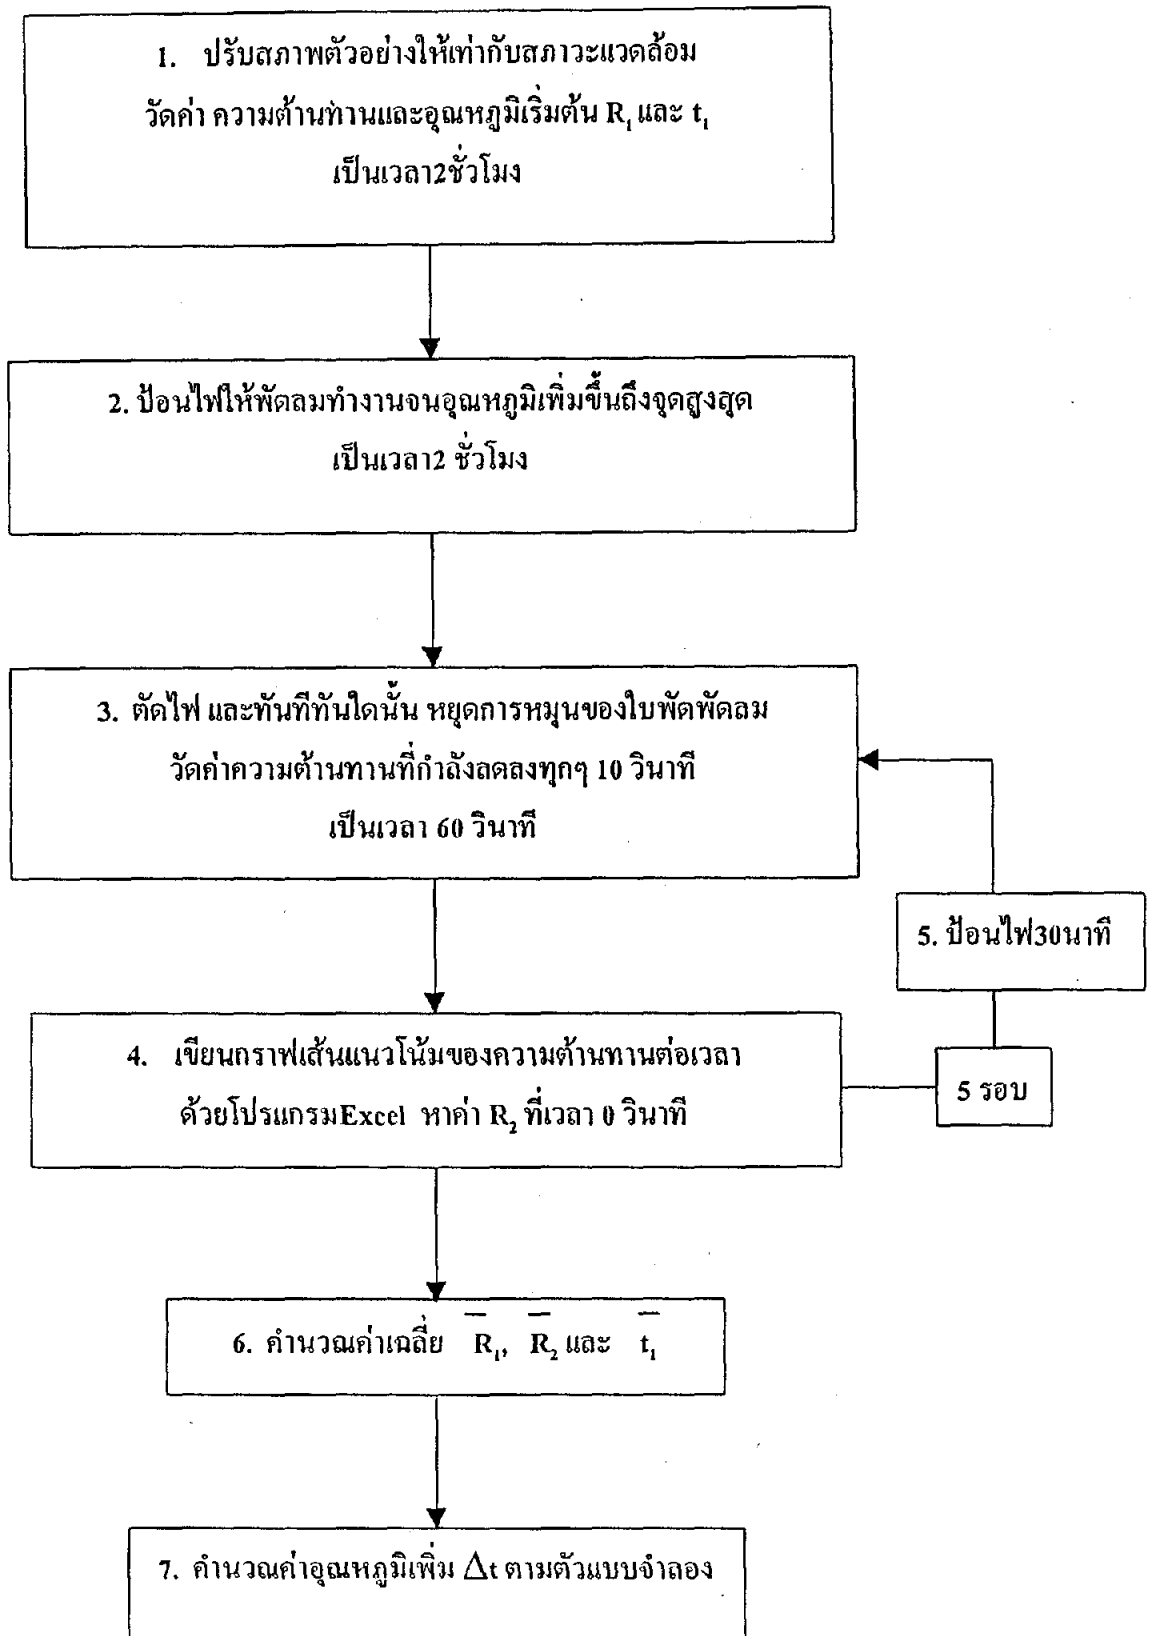 1. ปรับสภาพตัวอย่างให้เท่ากับสภาวะแวดล้อม
วัดค่า ความต้านทานและอุณหภูมิเริ่มต้น R₁ และ t₁
เป็นเวลา2ชั่วโมง
2. ป้อนไฟให้พัดลมทำงานจนอุณหภูมิเพิ่มขึ้นถึงจุดสูงสุด
เป็นเวลา2 ชั่วโมง
3. ตัดไฟ และทันทีทันใดนั้น หยุดการหมุนของใบพัดพัดลม
วัดค่าความต้านทานที่กำลังลดลงทุกๆ 10 วินาที
เป็นเวลา 60 วินาที
5. ป้อนไฟ30นาที
4. เขียนกราฟเส้นแนวโน้มของความต้านทานต่อเวลา
ด้วยโปรแกรมExcel หาค่า R₂ ที่เวลา 0 วินาที
5 รอบ
6. คำนวณค่าเฉลี่ย R̅₁, R̅₂ และ t̅₁
7. คำนวณค่าอุณหภูมิเพิ่ม Δt ตามตัวแบบจำลอง